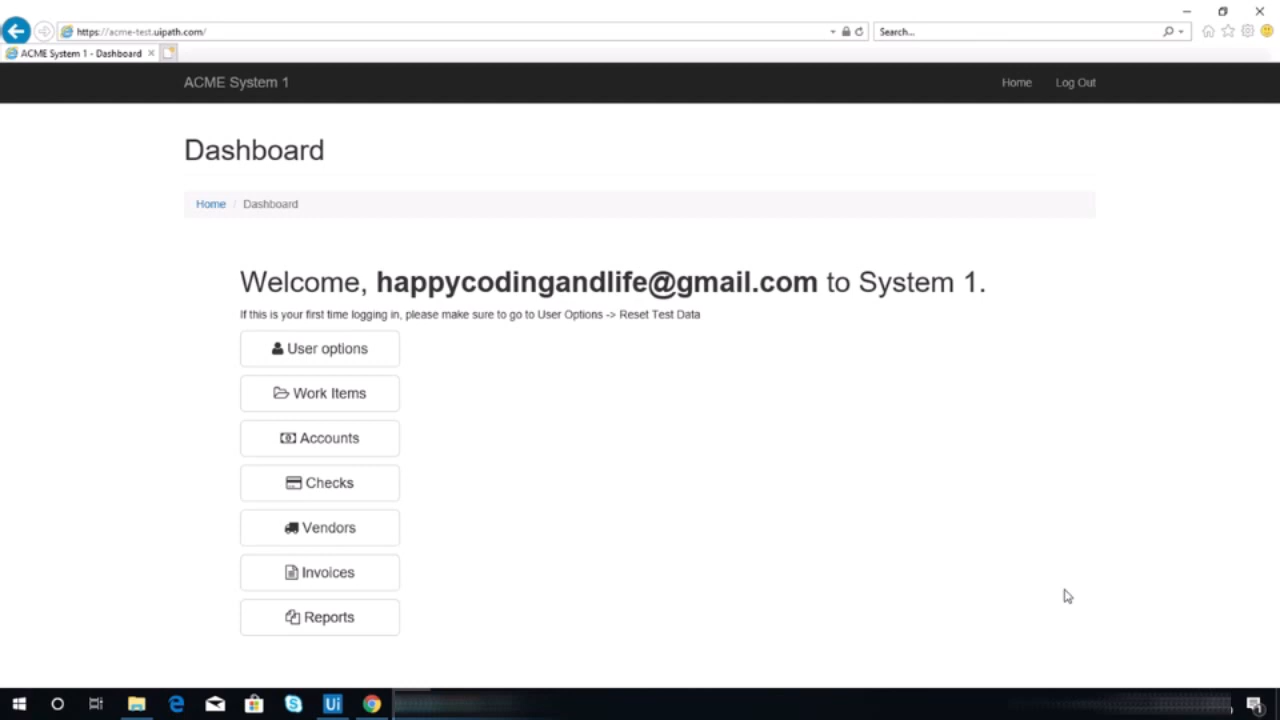 https://acme-test.uipath.com/
Search...
ACME System 1 - Dashboard
ACME System 1
Home
Log Out
Dashboard
Home / Dashboard
Welcome, happycodingandlife@gmail.com to System 1.
If this is your first time logging in, please make sure to go to User Options -> Reset Test Data
User options
Work Items
Accounts
Checks
Vendors
Invoices
Reports
Ui
1